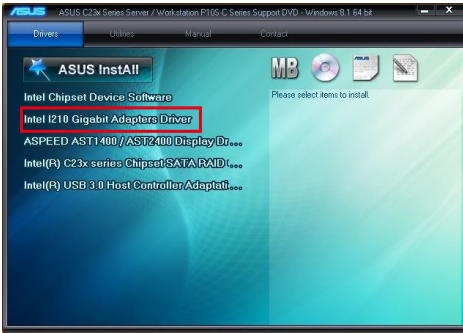 ASUS ASUS C23x Series Server / Workstation P10S-C Series Support DVD - Windows 8.1 64 bit
Drivers Utilities Manual Contact
ASUS InstAll
MB
Please select items to install.
Intel Chipset Device Software
Intel I210 Gigabit Adapters Driver
ASPEED AST1400 / AST2400 Display Dr...
Intel(R) C23x series Chipset SATA RAID (...
Intel(R) USB 3.0 Host Controller Adaptati...